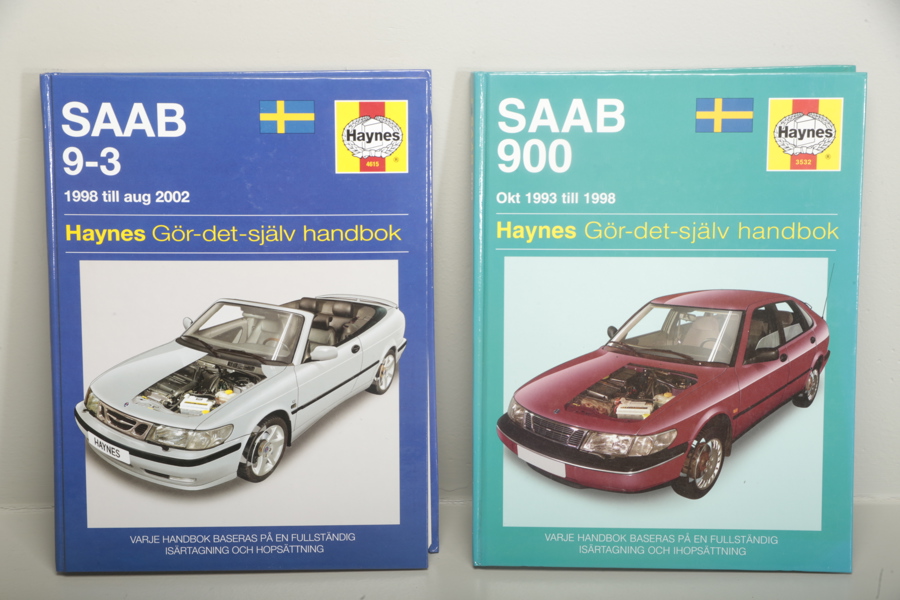 SAAB
9-3
1998 till aug 2002
Haynes
4615
Haynes Gör-det-själv handbok
HAYNES
VARJE HANDBOK BASERAS PÅ EN FULLSTÄNDIG
ISÄRTAGNING OCH HOPSÄTTNING
SAAB
900
Okt 1993 till 1998
Haynes
3532
Haynes Gör-det-själv handbok
VARJE HANDBOK BASERAS PÅ EN FULLSTÄNDIG
ISÄRTAGNING OCH IHOPSÄTTNING